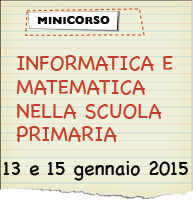 MINICORSO
INFORMATICA E
MATEMATICA
NELLA SCUOLA
PRIMARIA
13 e 15 gennaio 2015